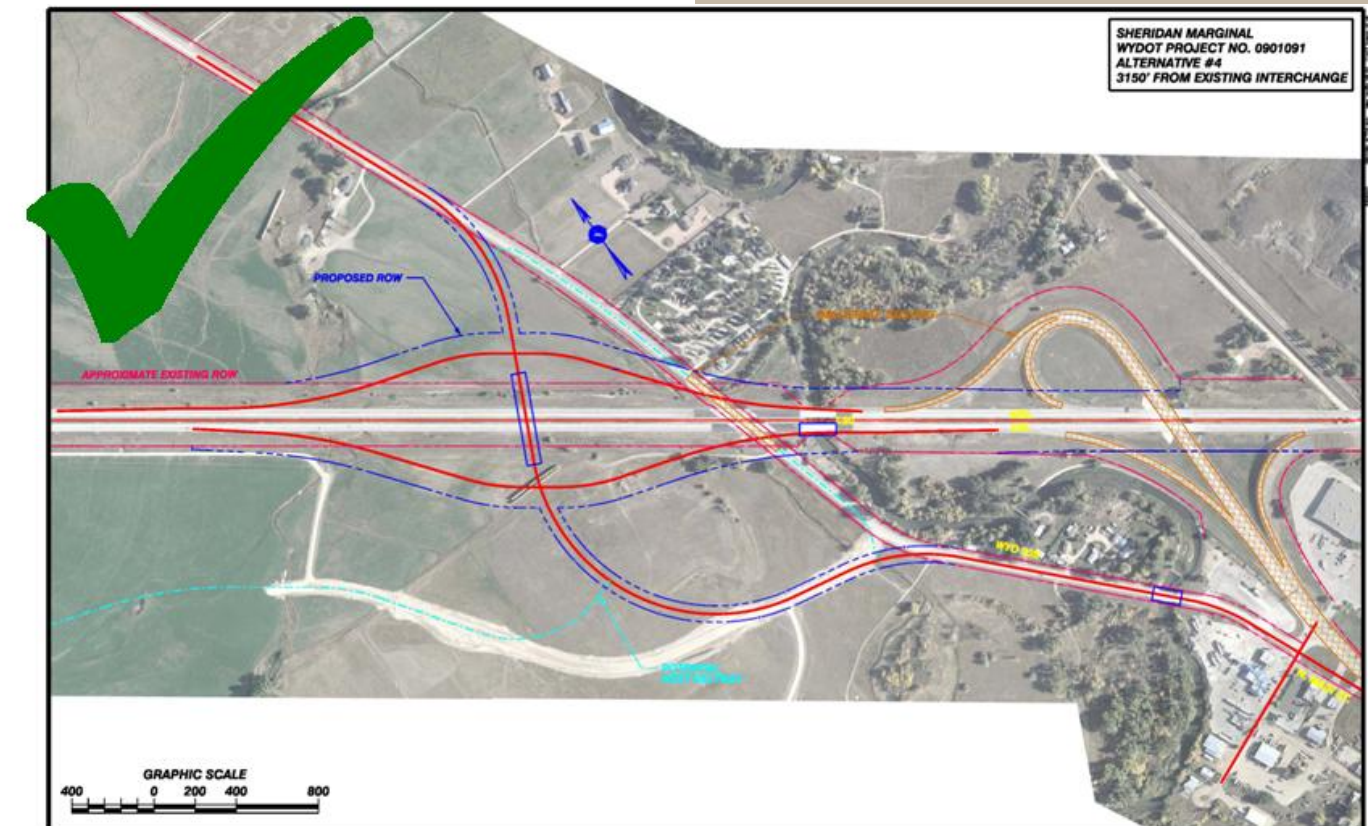 SHERIDAN MARGINAL
WYDOT PROJECT NO. 0901091
ALTERNATIVE #4
3150' FROM EXISTING INTERCHANGE
PROPOSED ROW
APPROXIMATE EXISTING ROW
GRAPHIC SCALE
400 0 200 400 800